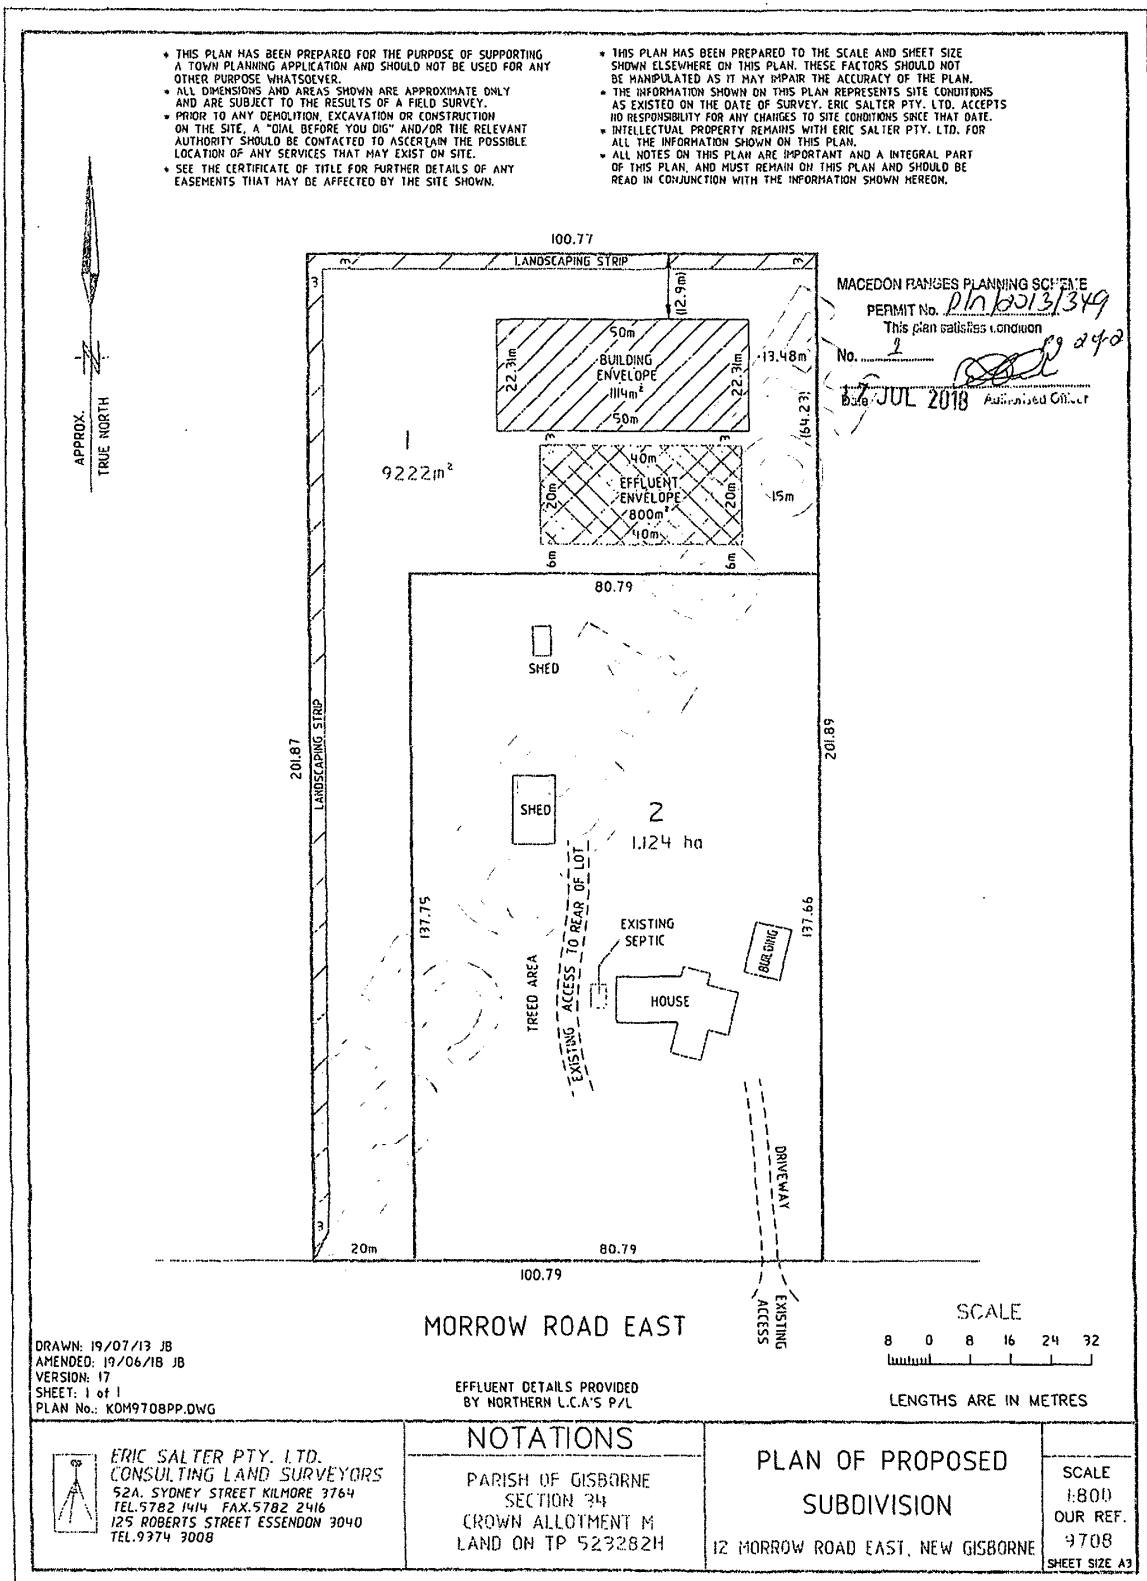 * THIS PLAN HAS BEEN PREPARED FOR THE PURPOSE OF SUPPORTING
A TOWN PLANNING APPLICATION AND SHOULD NOT BE USED FOR ANY
OTHER PURPOSE WHATSOEVER.
* ALL DIMENSIONS AND AREAS SHOWN ARE APPROXIMATE ONLY
AND ARE SUBJECT TO THE RESULTS OF A FIELD SURVEY.
* PRIOR TO ANY DEMOLITION, EXCAVATION OR CONSTRUCTION
ON THE SITE, A "DIAL BEFORE YOU DIG" AND/OR THE RELEVANT
AUTHORITY SHOULD BE CONTACTED TO ASCERTAIN THE POSSIBLE
LOCATION OF ANY SERVICES THAT MAY EXIST ON SITE.
* SEE THE CERTIFICATE OF TITLE FOR FURTHER DETAILS OF ANY
EASEMENTS THAT MAY BE AFFECTED BY THE SITE SHOWN.
* THIS PLAN HAS BEEN PREPARED TO THE SCALE AND SHEET SIZE
SHOWN ELSEWHERE ON THIS PLAN. THESE FACTORS SHOULD NOT
BE MANIPULATED AS IT MAY IMPAIR THE ACCURACY OF THE PLAN.
* THE INFORMATION SHOWN ON THIS PLAN REPRESENTS SITE CONDITIONS
AS EXISTED ON THE DATE OF SURVEY. ERIC SALTER PTY. LTD. ACCEPTS
NO RESPONSIBILITY FOR ANY CHANGES TO SITE CONDITIONS SINCE THAT DATE.
* INTELLECTUAL PROPERTY REMAINS WITH ERIC SALTER PTY. LTD. FOR
ALL THE INFORMATION SHOWN ON THIS PLAN.
* ALL NOTES ON THIS PLAN ARE IMPORTANT AND A INTEGRAL PART
OF THIS PLAN, AND MUST REMAIN ON THIS PLAN AND SHOULD BE
READ IN CONJUNCTION WITH THE INFORMATION SHOWN HEREON.
APPROX.
TRUE NORTH
100.77
3
LANDSCAPING STRIP
3
3
(12.9m)
MACEDON RANGES PLANNING SCHEME
PERMIT No. Pln/2013/349
This plan satisfies condition
No. 1
pg 2 of 2
Date 17 JUL 2018 Authorised Officer
50m
22.31m
BUILDING
ENVELOPE
1114m²
22.31m
50m
13.48m
(64.23)
1
9222m²
3
3
40m
20m
EFFLUENT
ENVELOPE
800m²
20m
40m
15m
6m
6m
80.79
SHED
201.87
LANDSCAPING STRIP
201.89
SHED
2
1.124 ha
137.75
137.66
TREED AREA
EXISTING ACCESS TO REAR OF LOT
EXISTING
SEPTIC
HOUSE
BUILDING
DRIVEWAY
3
20m
80.79
100.79
EXISTING
ACCESS
MORROW ROAD EAST
SCALE
8 0 8 16 24 32
LENGTHS ARE IN METRES
DRAWN: 19/07/13 JB
AMENDED: 19/06/18 JB
VERSION: 17
SHEET: 1 of 1
PLAN No.: KOM9708PP.DWG
EFFLUENT DETAILS PROVIDED
BY NORTHERN L.C.A'S P/L
ERIC SALTER PTY. LTD.
CONSULTING LAND SURVEYORS
52A. SYDNEY STREET KILMORE 3764
TEL.5782 1414 FAX.5782 2416
125 ROBERTS STREET ESSENDON 3040
TEL.9374 3008
NOTATIONS
PARISH OF GISBORNE
SECTION 34
CROWN ALLOTMENT M
LAND ON TP 523282H
PLAN OF PROPOSED
SUBDIVISION
12 MORROW ROAD EAST, NEW GISBORNE
SCALE
1:800
OUR REF.
9708
SHEET SIZE A3